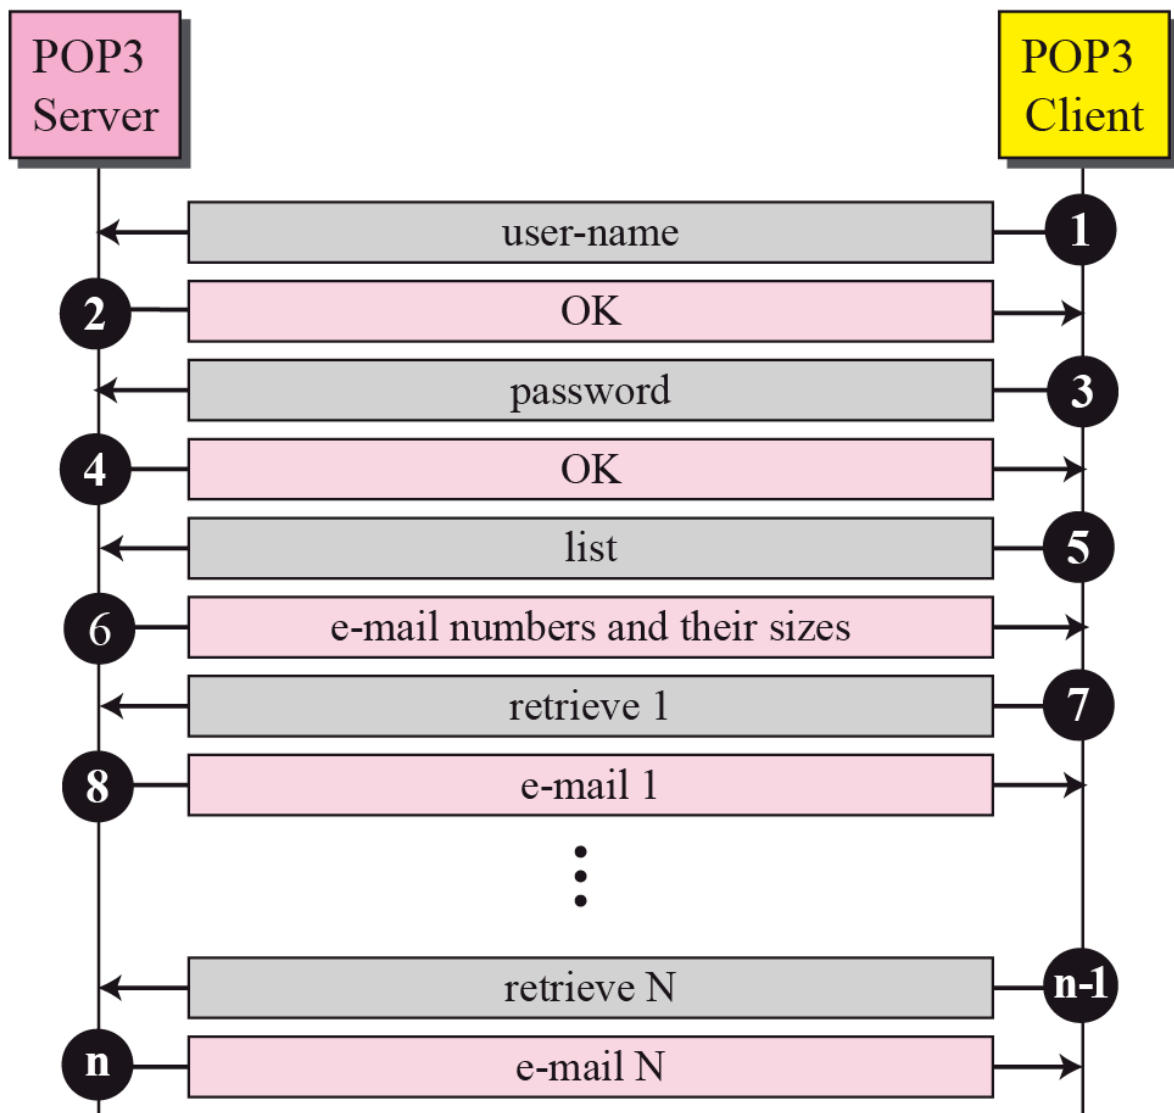 POP3
Server
POP3
Client
user-name
1
2
OK
password
3
4
OK
list
5
6
e-mail numbers and their sizes
retrieve 1
7
8
e-mail 1
retrieve N
n-1
n
e-mail N